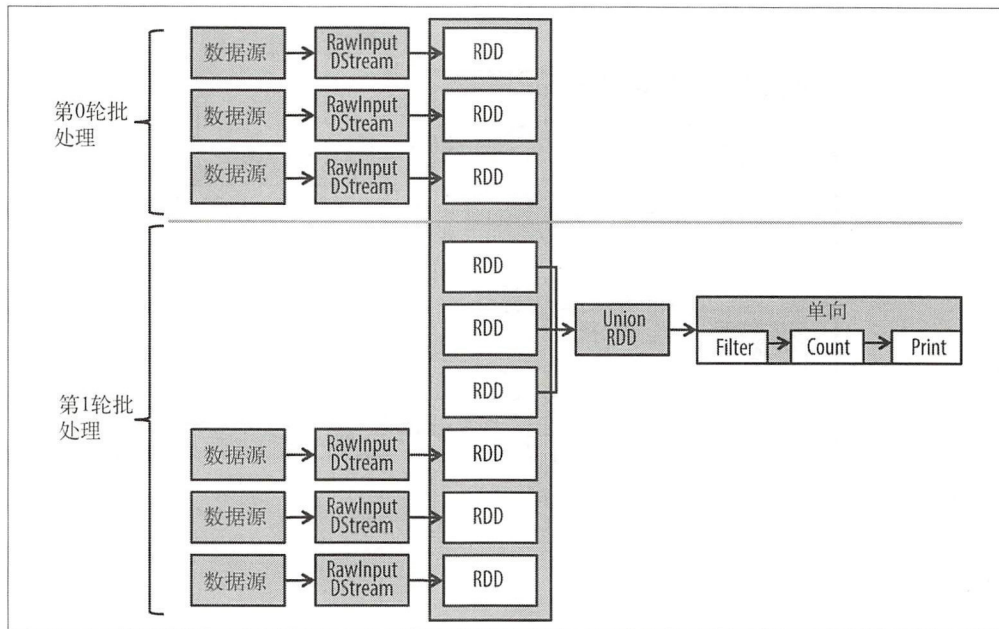 数据源
RawInput
DStream
RDD
数据源
RawInput
DStream
RDD
数据源
RawInput
DStream
RDD
第0轮批
处理
RDD
RDD
RDD
Union
RDD
单向
Filter
Count
Print
第1轮批
处理
数据源
RawInput
DStream
RDD
数据源
RawInput
DStream
RDD
数据源
RawInput
DStream
RDD